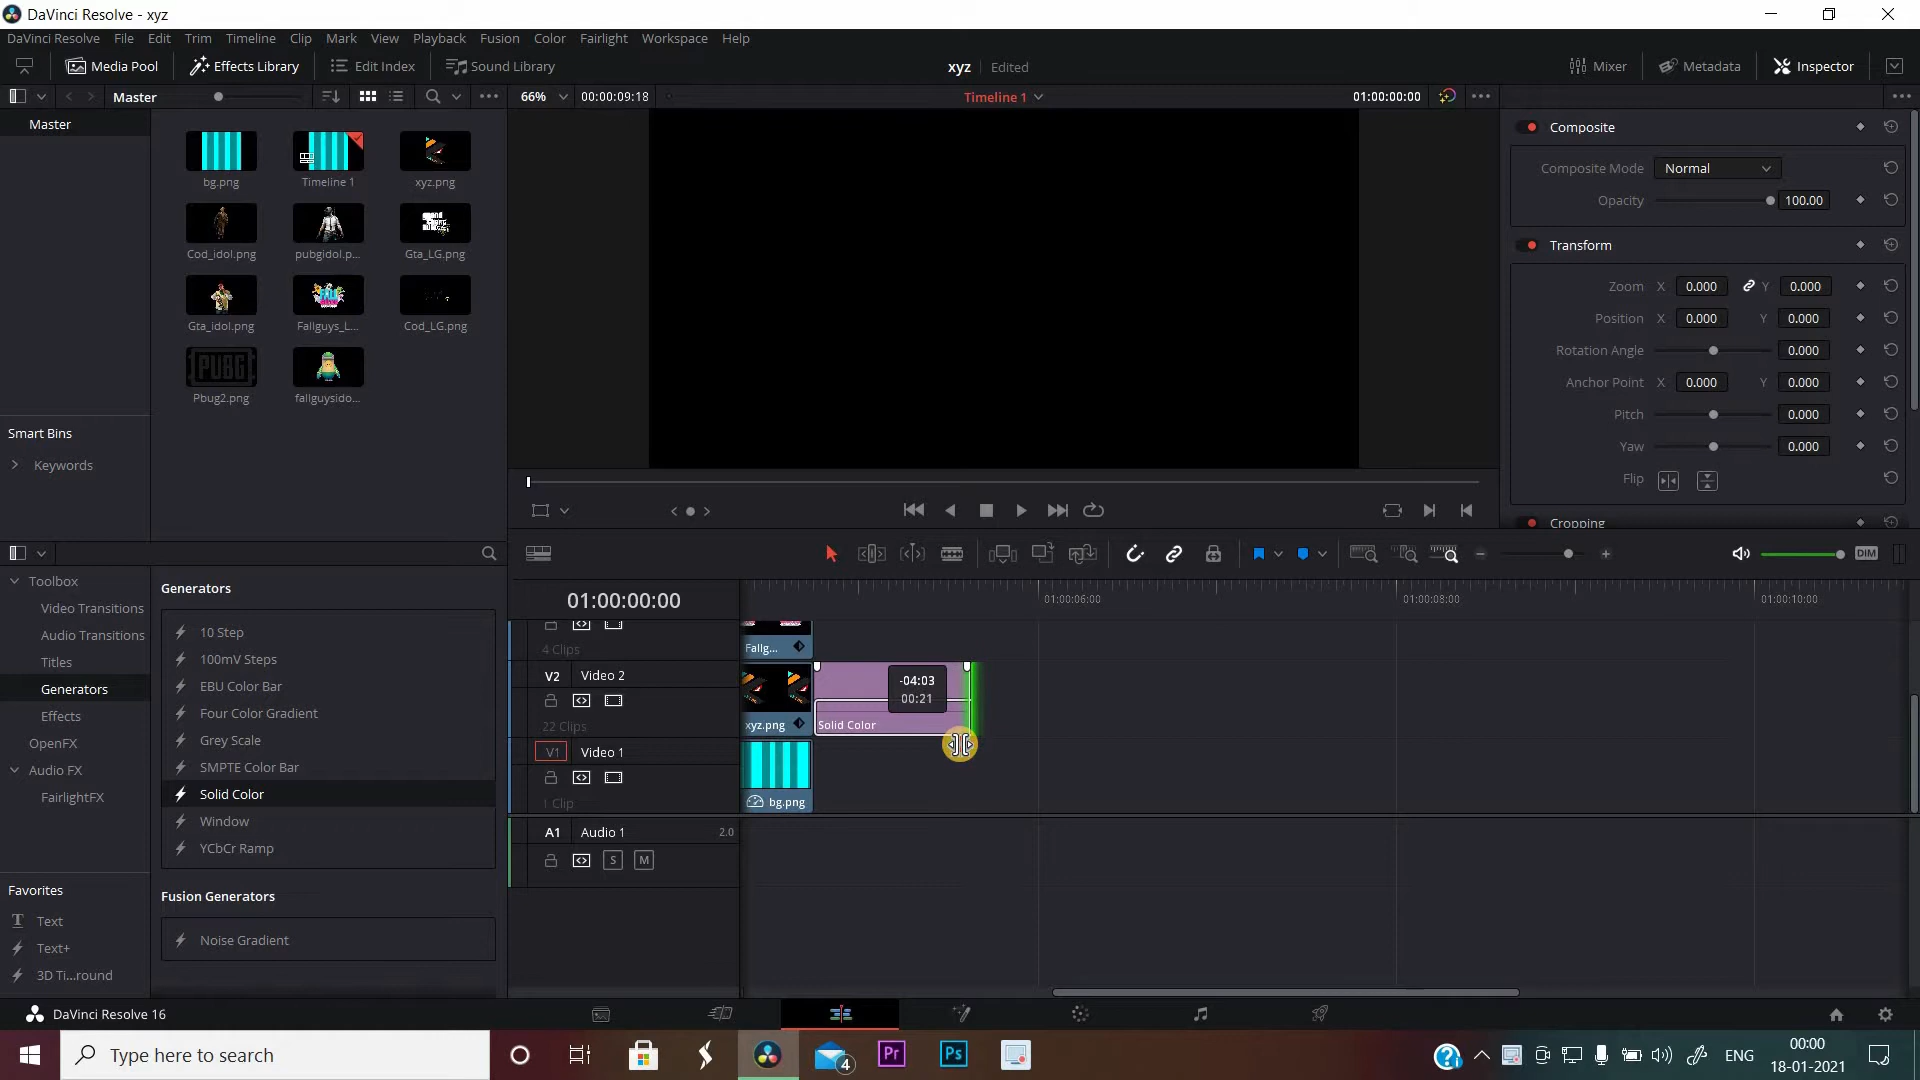 DaVinci Resolve - xyz
DaVinci Resolve File Edit Trim Timeline Clip Mark View Playback Fusion Color Fairlight Workspace Help
Media Pool Effects Library Edit Index Sound Library xyz Edited Mixer Metadata Inspector
Master 66% 00:00:09:18 Timeline 1 01:00:00:00
Master
bg.png Timeline 1 xyz.png
Cod_idol.png pubgidol.p... Gta_LG.png
Gta_idol.png Fallguys_L... Cod_LG.png
Pbug2.png fallguysido...
Smart Bins
Keywords
Composite
Composite Mode Normal
Opacity 100.00
Transform
Zoom X 0.000 Y 0.000
Position X 0.000 Y 0.000
Rotation Angle 0.000
Anchor Point X 0.000 Y 0.000
Pitch 0.000
Yaw 0.000
Flip
Cropping
DIM
Toolbox
Video Transitions
Audio Transitions
Titles
Generators
Effects
OpenFX
Audio FX
FairlightFX
Favorites
Text
Text+
3D Ti...round
Generators
10 Step
100mV Steps
EBU Color Bar
Four Color Gradient
Grey Scale
SMPTE Color Bar
Solid Color
Window
YCbCr Ramp
Fusion Generators
Noise Gradient
01:00:00:00 01:00:06:00 01:00:08:00 01:00:10:00
4 Clips Fallg...
V2 Video 2
22 Clips xyz.png Solid Color
-04:03
00:21
V1 Video 1
1 Clip bg.png
A1 Audio 1 2.0
S M
DaVinci Resolve 16
Type here to search
4 Pr Ps
ENG 00:00
18-01-2021